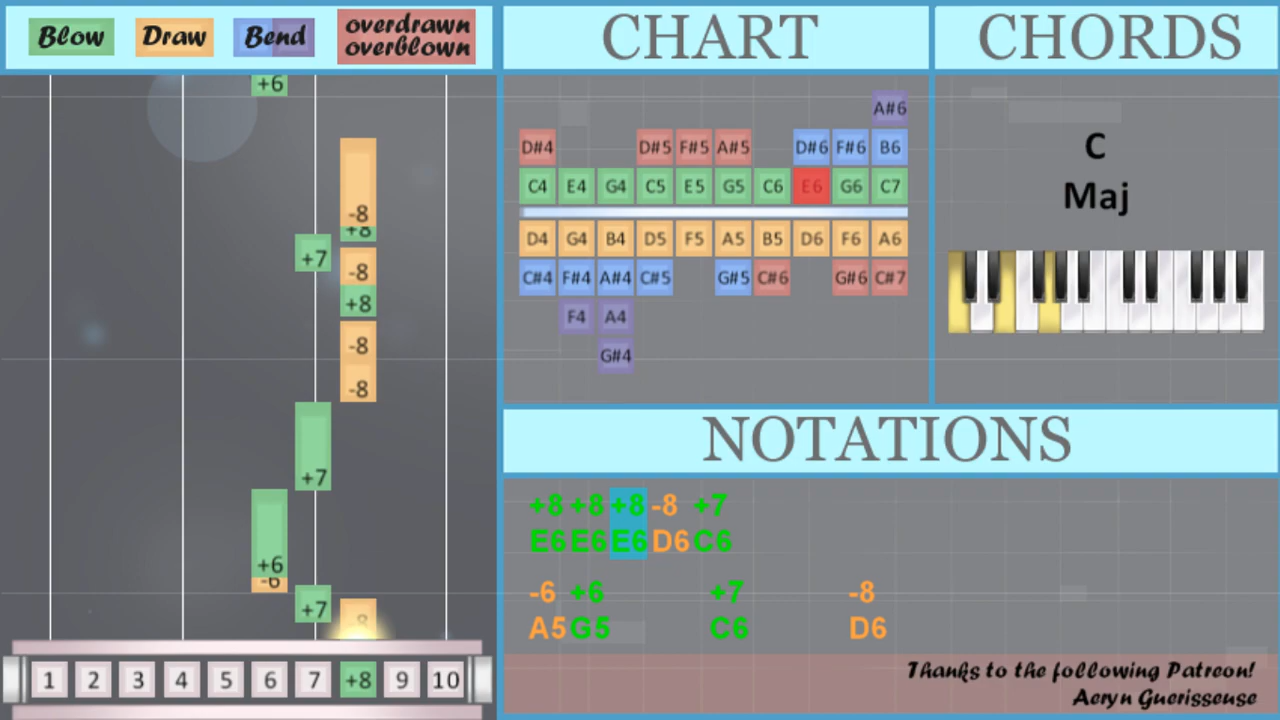 Blow Draw Bend overdrawn
overblown
CHART
CHORDS
+6
-8
+8
+7
-8
+8
-8
-8
+7
+6
-6
+7
1 2 3 4 5 6 7 +8 9 10
A#6
D#4 D#5 F#5 A#5 D#6 F#6 B6
C4 E4 G4 C5 E5 G5 C6 E6 G6 C7
D4 G4 B4 D5 F5 A5 B5 D6 F6 A6
C#4 F#4 A#4 C#5 G#5 C#6 G#6 C#7
F4 A4
G#4
C
Maj
NOTATIONS
+8 +8 +8 -8 +7
E6 E6 E6 D6 C6
-6 +6 +7 -8
A5 G5 C6 D6
Thanks to the following Patreon!
Aeryn Guerisseuse